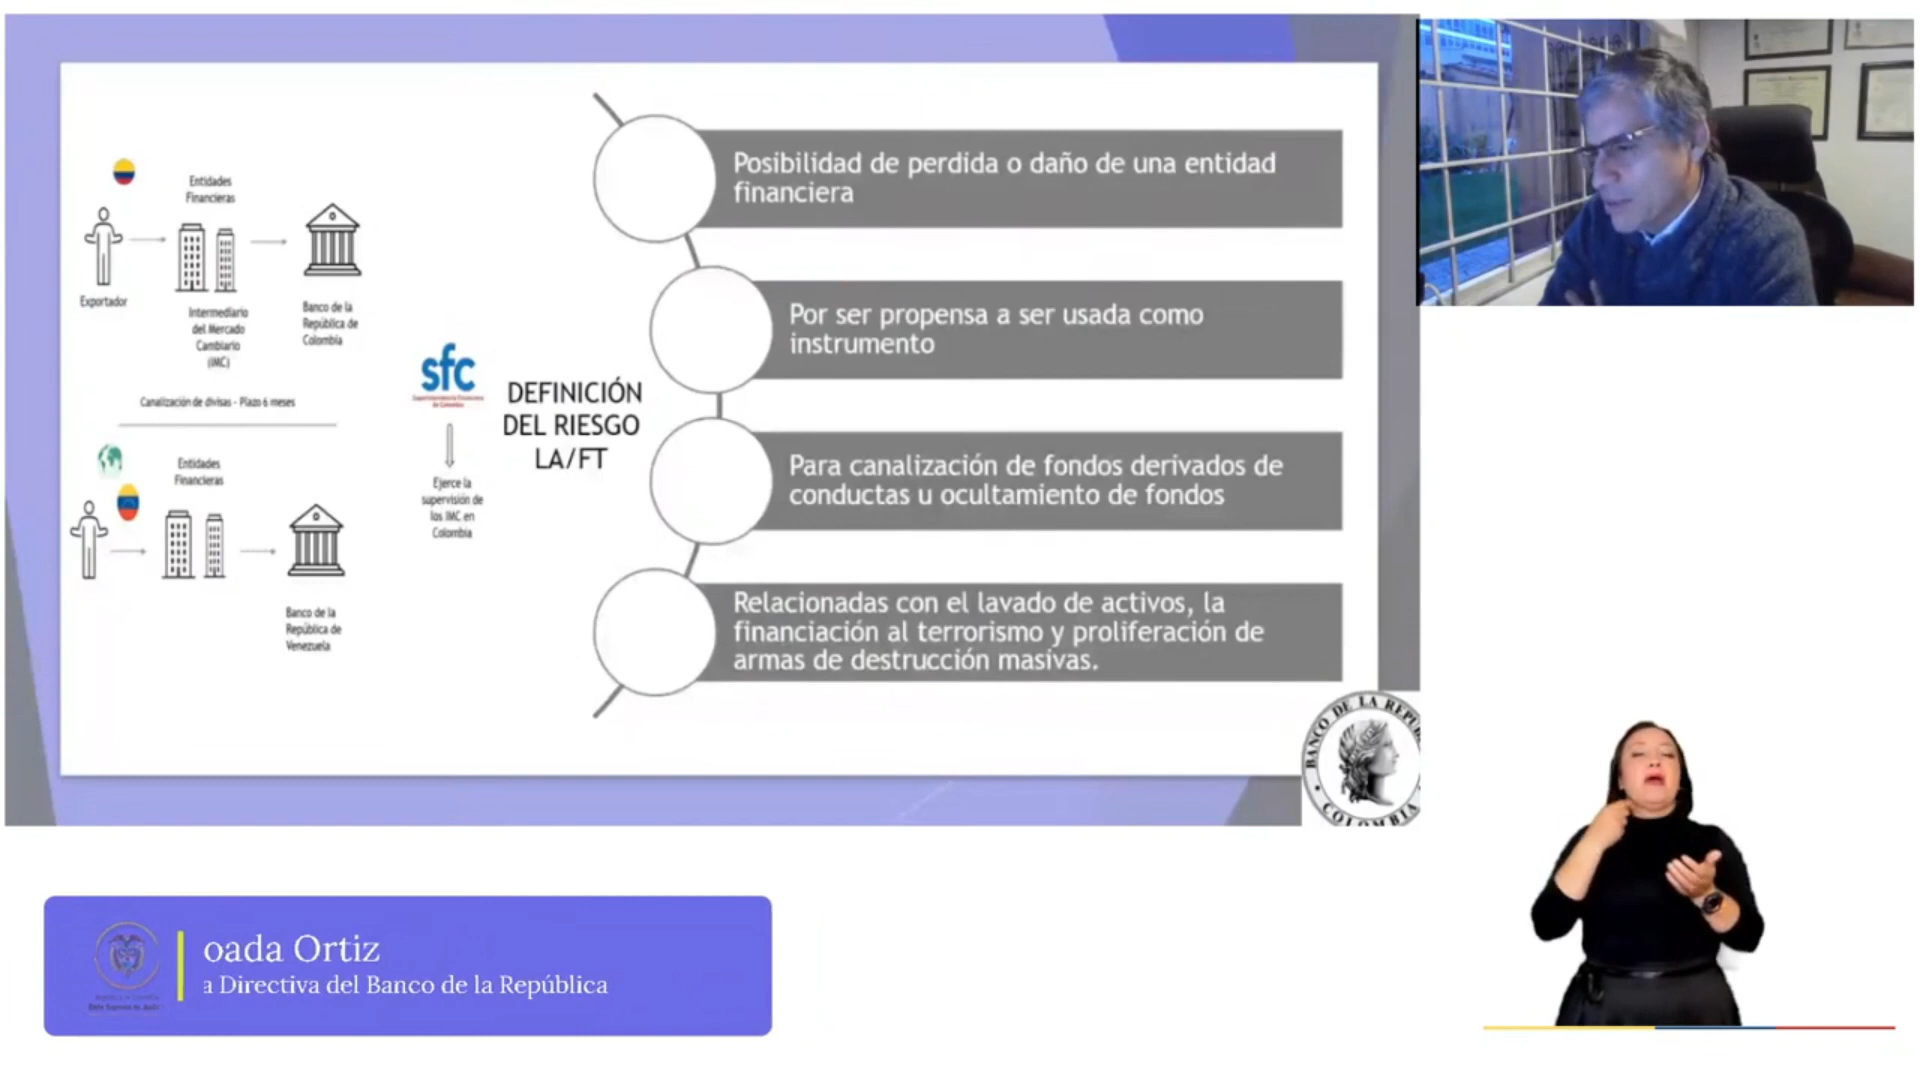 Entidades
Financieras
Exportador
Intermediario
del Mercado
Cambiario
(IMC)
Banco de la
República de
Colombia
Canalización de divisas - Plazo 6 meses
Entidades
Financieras
Banco de la
República de
Venezuela
sfc
Superintendencia Financiera
de Colombia
Ejerce la
supervisión de
los IMC en
Colombia
DEFINICIÓN
DEL RIESGO
LA/FT
Posibilidad de perdida o daño de una entidad
financiera
Por ser propensa a ser usada como
instrumento
Para canalización de fondos derivados de
conductas u ocultamiento de fondos
Relacionadas con el lavado de activos, la
financiación al terrorismo y proliferación de
armas de destrucción masivas.
BANCO DE LA REPU
COLOMBIA
oada Ortiz
a Directiva del Banco de la República